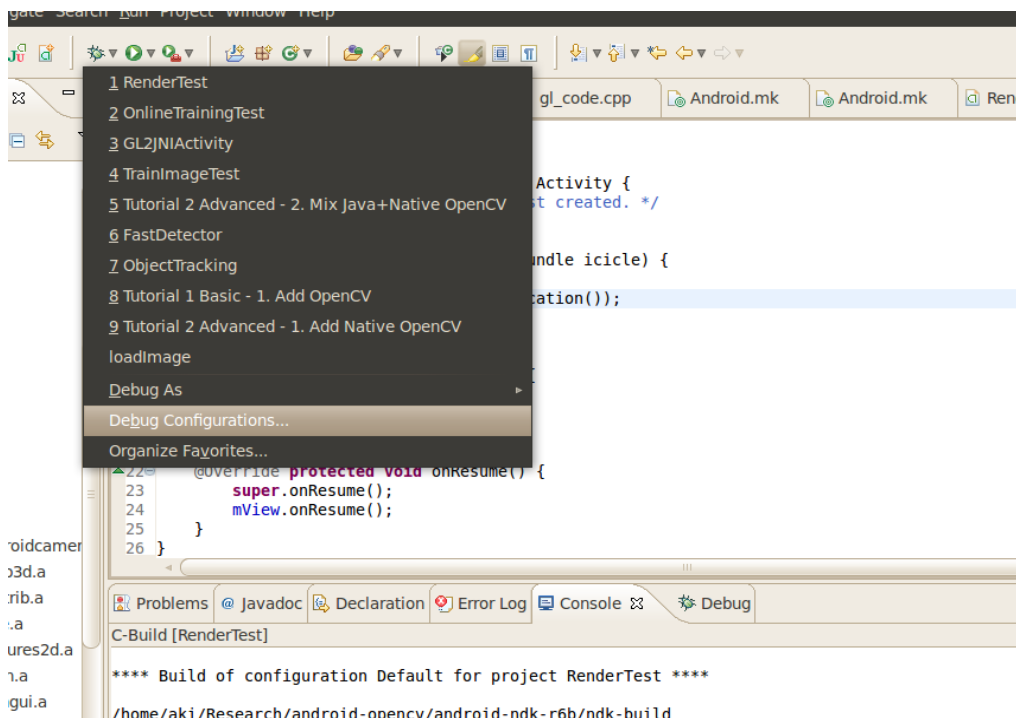 Search Run Project Window Help
1 RenderTest
2 OnlineTrainingTest
3 GL2JNIActivity
4 TrainImageTest
5 Tutorial 2 Advanced - 2. Mix Java+Native OpenCV
6 FastDetector
7 ObjectTracking
8 Tutorial 1 Basic - 1. Add OpenCV
9 Tutorial 2 Advanced - 1. Add Native OpenCV
loadImage
Debug As
Debug Configurations...
Organize Favorites...
gl_code.cpp Android.mk Android.mk Ren
Activity {
st created. */
undle icicle) {
cation());
{
22 @Override protected void onResume() {
23 super.onResume();
24 mView.onResume();
25 }
26 }
roidcamer
o3d.a
trib.a
.a
ures2d.a
n.a
gui.a
Problems @ Javadoc Declaration Error Log Console Debug
C-Build [RenderTest]
**** Build of configuration Default for project RenderTest ****
/home/aki/Research/android-opencv/android-ndk-r6b/ndk-build